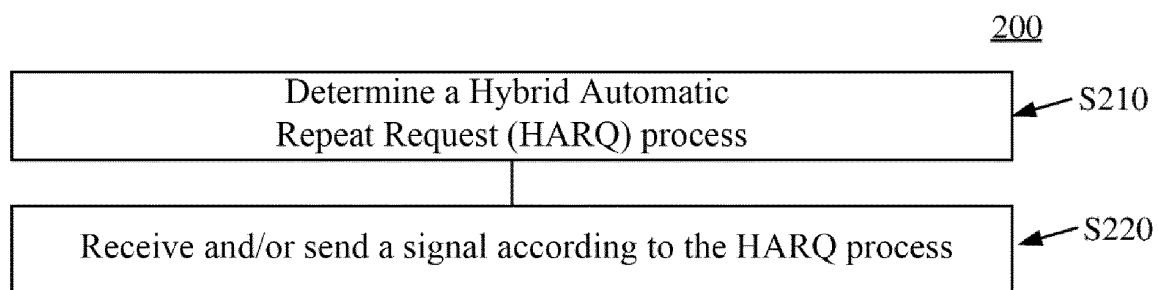 200
Determine a Hybrid Automatic
Repeat Request (HARQ) process
S210
Receive and/or send a signal according to the HARQ process
S220